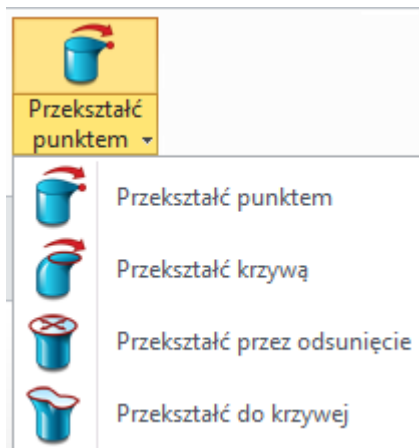 Przekształć
punktem
Przekształć punktem
Przekształć krzywą
Przekształć przez odsunięcie
Przekształć do krzywej